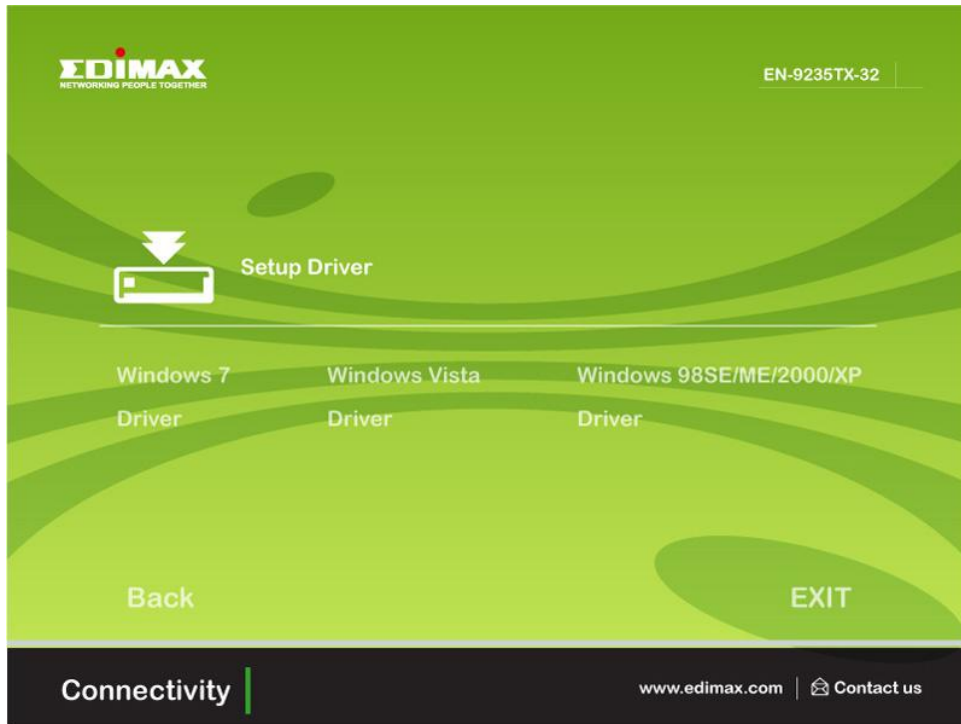 EDIMAX
NETWORKING PEOPLE TOGETHER
EN-9235TX-32
Setup Driver
Windows 7 Driver
Windows Vista Driver
Windows 98SE/ME/2000/XP Driver
Back
EXIT
Connectivity
www.edimax.com
Contact us